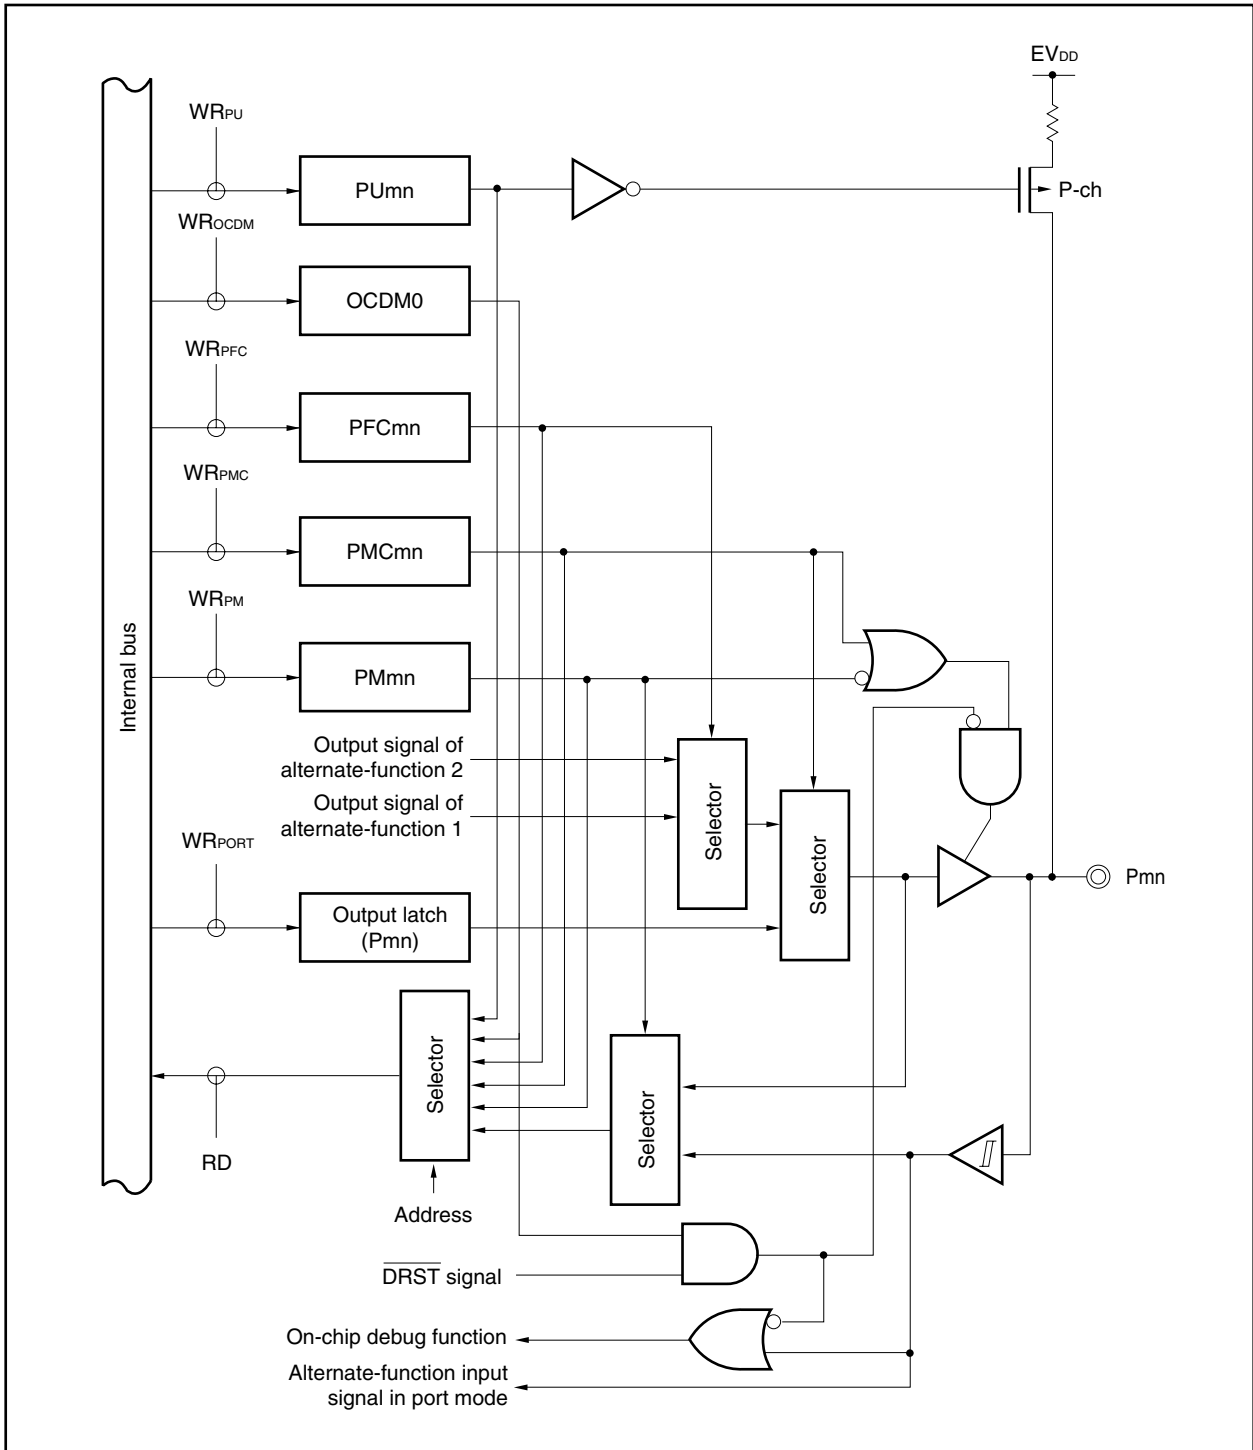 EVDD
WRPU
PUmn
P-ch
WROCDM
OCDM0
WRPFC
PFCmn
WRPMC
PMCmn
WRPM
PMmn
Internal bus
Output signal of
alternate-function 2
Output signal of
alternate-function 1
Selector
Selector
WRPORT
Output latch
(Pmn)
Pmn
Selector
Selector
RD
Address
DRST signal
On-chip debug function
Alternate-function input
signal in port mode